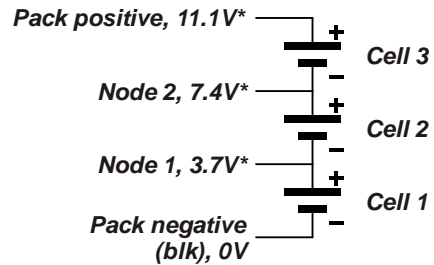 Pack positive, 11.1V*
+
Cell 3
–
Node 2, 7.4V*
+
Cell 2
–
Node 1, 3.7V*
+
Cell 1
–
Pack negative
(blk), 0V